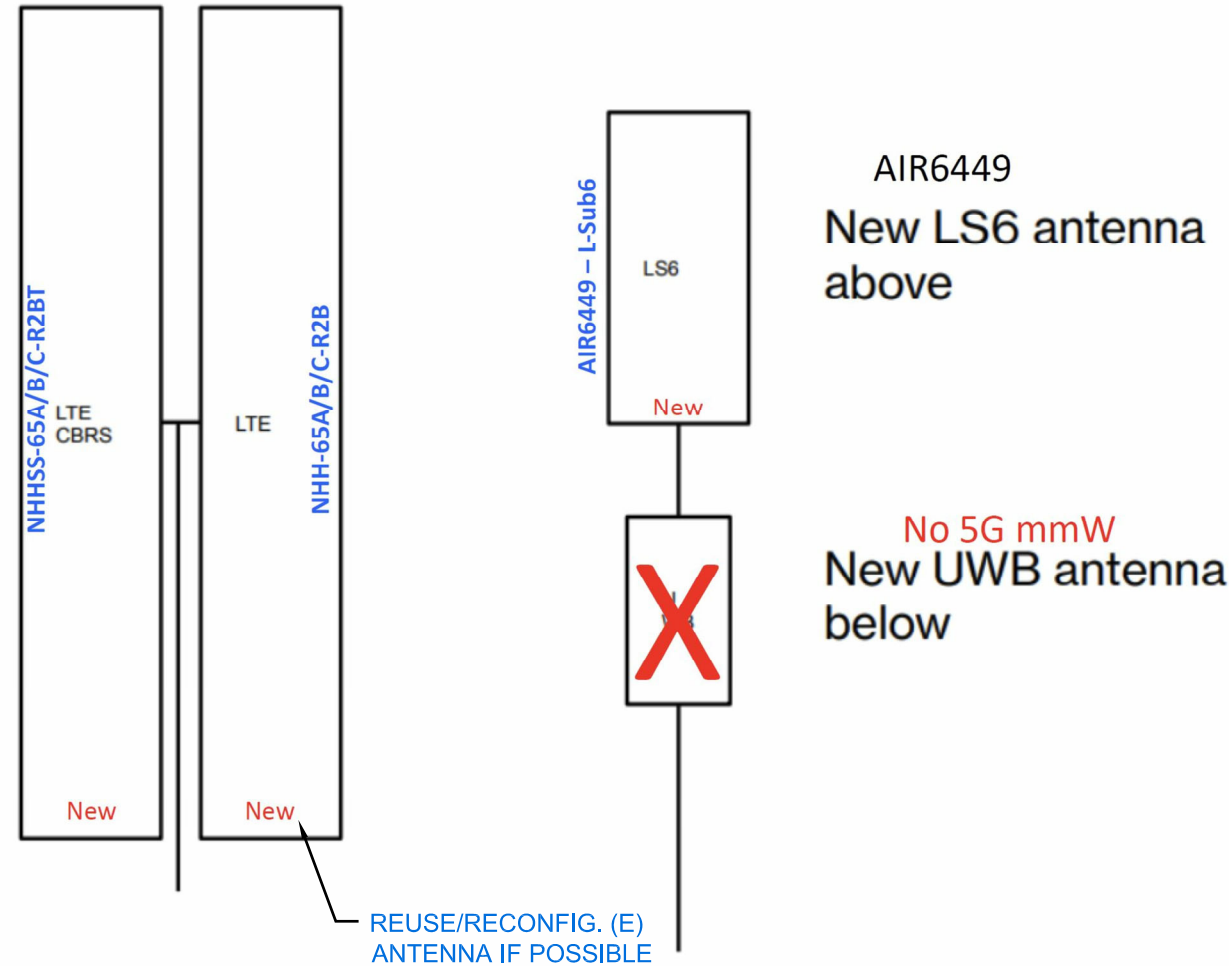 NHHSS-65A/B/C-R2BT
LTE
CBRS
New
LTE
NHH-65A/B/C-R2B
New
REUSE/RECONFIG. (E)
ANTENNA IF POSSIBLE
AIR6449 – L-Sub6
LS6
New
AIR6449
New LS6 antenna
above
X
No 5G mmW
New UWB antenna
below